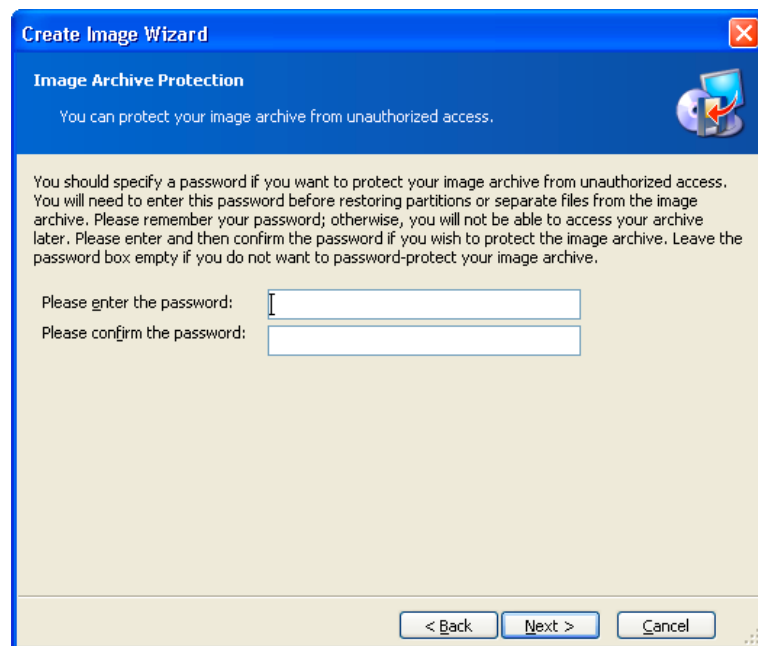 Create Image Wizard
Image Archive Protection
You can protect your image archive from unauthorized access.
You should specify a password if you want to protect your image archive from unauthorized access.
You will need to enter this password before restoring partitions or separate files from the image
archive. Please remember your password; otherwise, you will not be able to access your archive
later. Please enter and then confirm the password if you wish to protect the image archive. Leave the
password box empty if you do not want to password-protect your image archive.
Please enter the password:
Please confirm the password:
< Back Next > Cancel